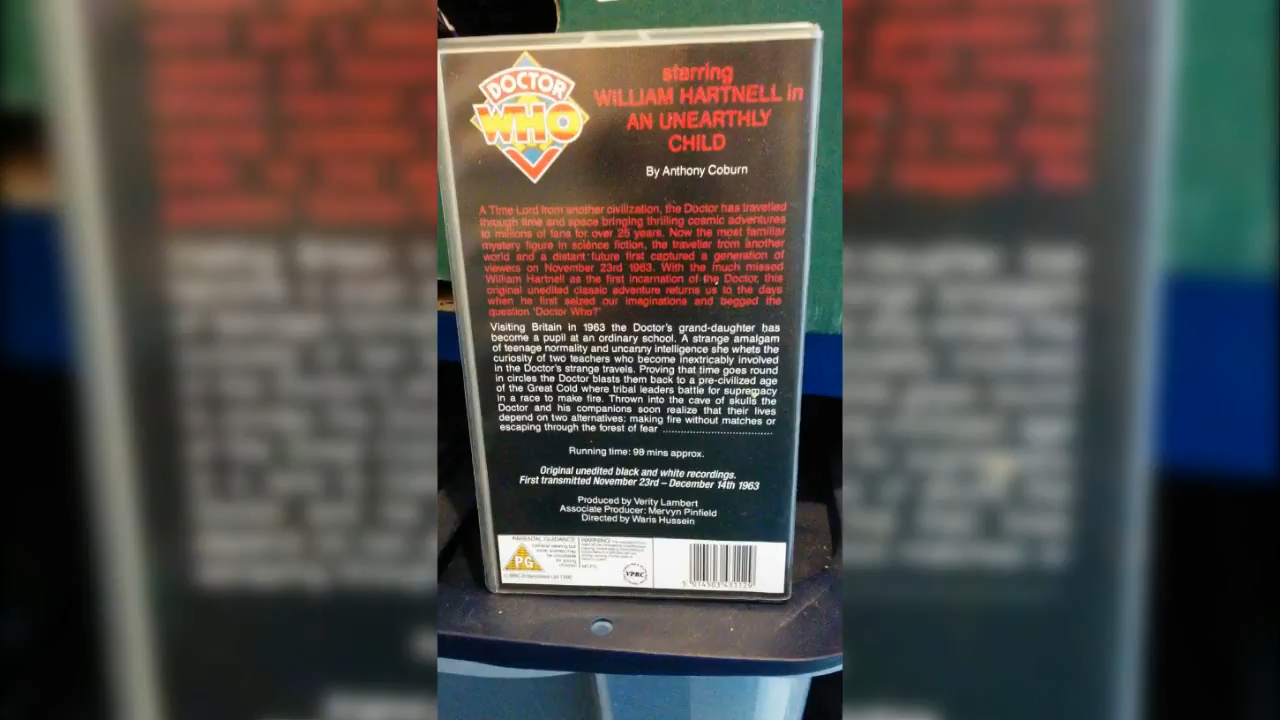 DOCTOR
WHO
starring
WILLIAM HARTNELL in
AN UNEARTHLY
CHILD
By Anthony Coburn
A Time Lord from another civilization, the Doctor has travelled
through time and space bringing thrilling cosmic adventures
to millions of fans for over 25 years. Now the most familiar
mystery figure in science fiction, the traveller from another
world and a distant future first captured a generation of
viewers on November 23rd 1963. With the much missed
William Hartnell as the first incarnation of the Doctor, this
original unedited classic adventure returns us to the days
when he first seized our imaginations and begged the
question 'Doctor Who?'
Visiting Britain in 1963 the Doctor's grand-daughter has
become a pupil at an ordinary school. A strange amalgam
of teenage normality and uncanny intelligence she whets the
curiosity of two teachers who become inextricably involved
in the Doctor's strange travels. Proving that time goes round
in circles the Doctor blasts them back to a pre-civilized age
of the Great Cold where tribal leaders battle for supremacy
in a race to make fire. Thrown into the cave of skulls the
Doctor and his companions soon realize that their lives
depend on two alternatives: making fire without matches or
escaping through the forest of fear ..............................
Running time: 98 mins approx.
Original unedited black and white recordings.
First transmitted November 23rd – December 14th 1963
Produced by Verity Lambert
Associate Producer: Mervyn Pinfield
Directed by Waris Hussein
PARENTAL GUIDANCE
PG
WARNING
VPRC